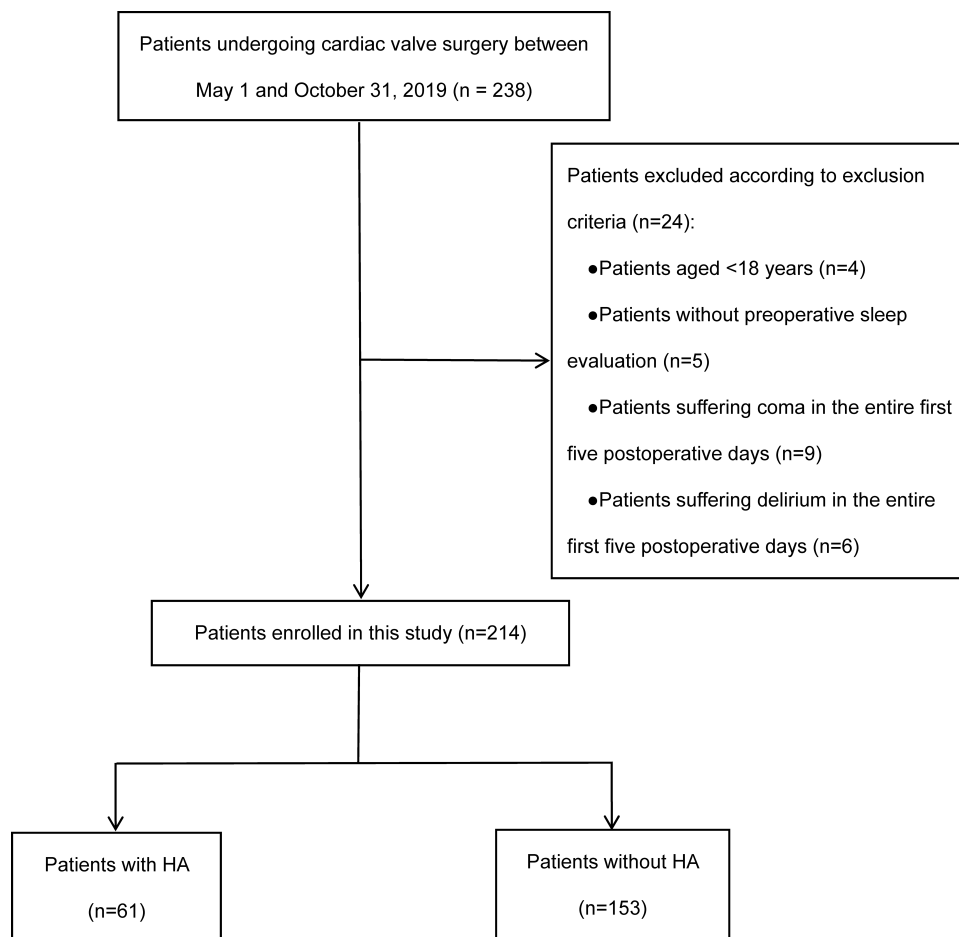 Patients undergoing cardiac valve surgery between
May 1 and October 31, 2019 (n = 238)
Patients excluded according to exclusion
criteria (n=24):
●Patients aged <18 years (n=4)
●Patients without preoperative sleep
evaluation (n=5)
●Patients suffering coma in the entire first
five postoperative days (n=9)
●Patients suffering delirium in the entire
first five postoperative days (n=6)
Patients enrolled in this study (n=214)
Patients with HA
(n=61)
Patients without HA
(n=153)